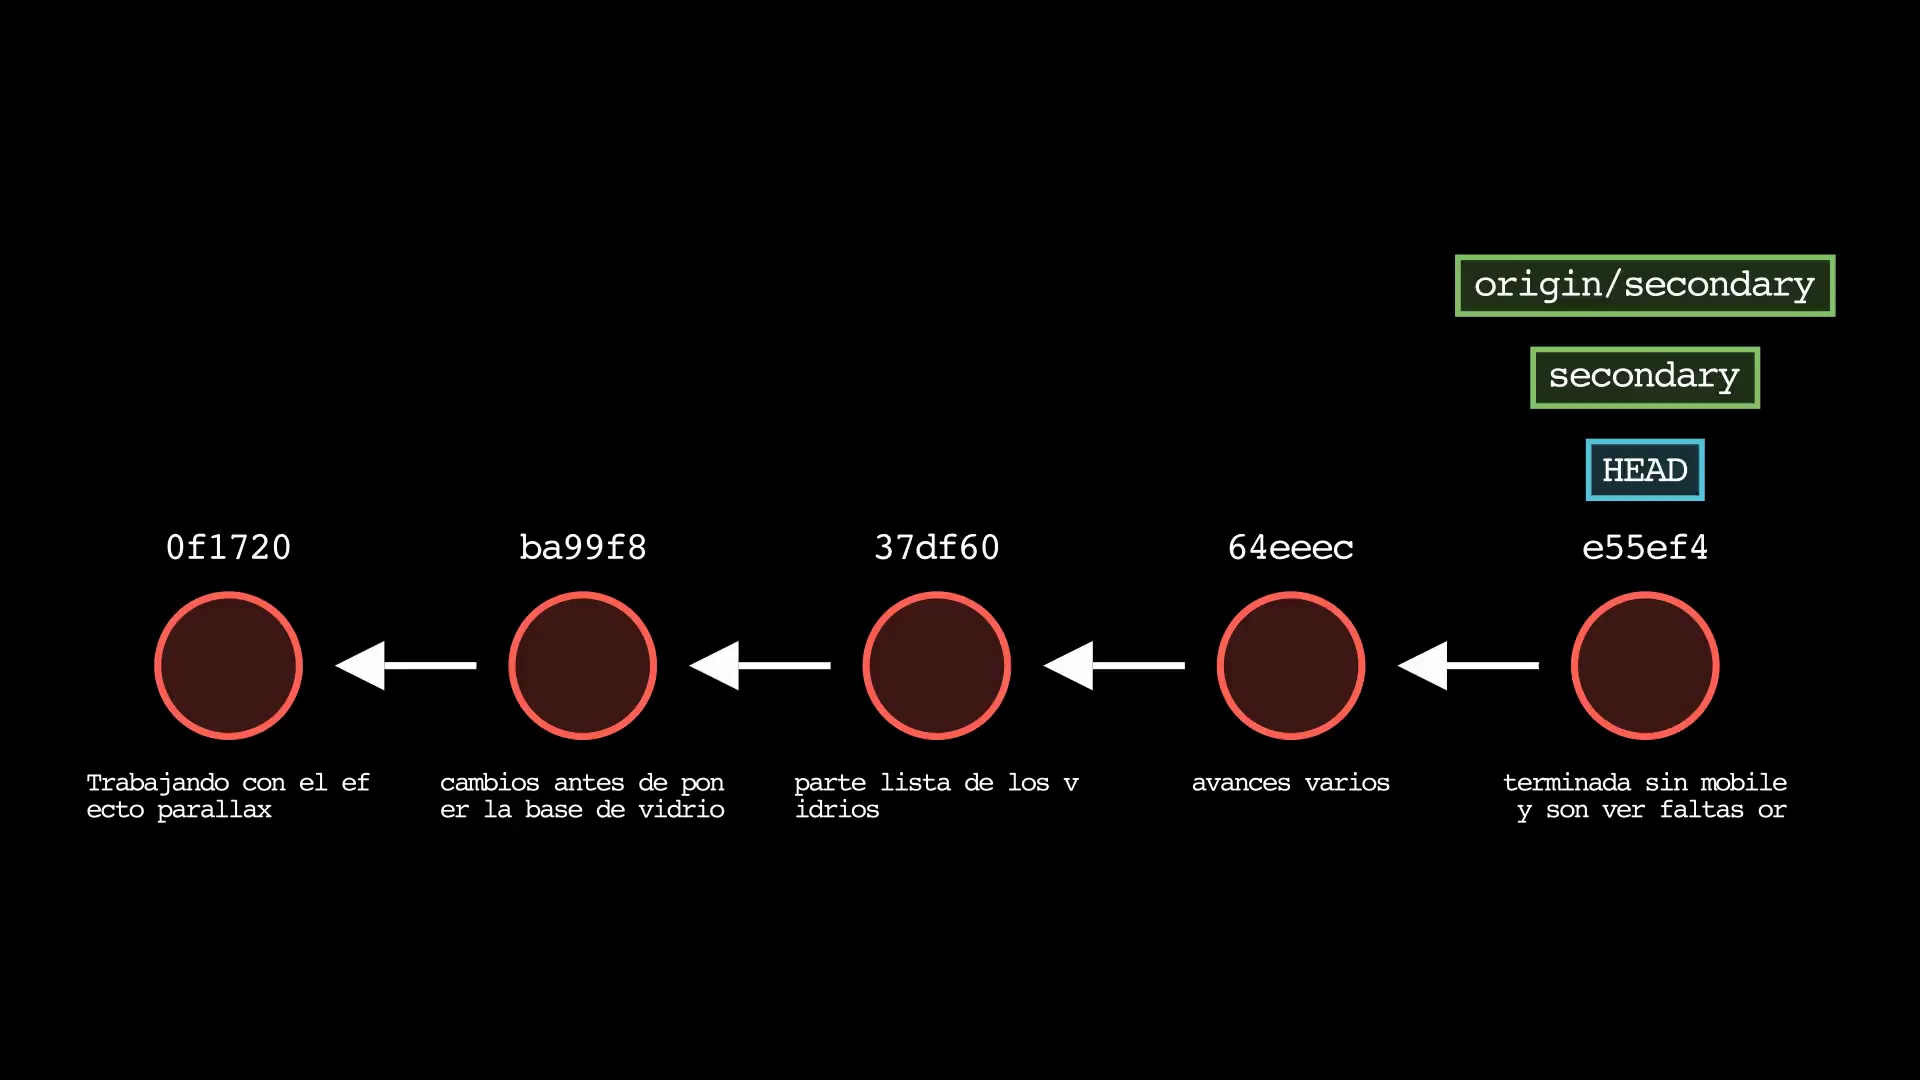 origin/secondary
secondary
HEAD
0f1720
ba99f8
37df60
64eeec
e55ef4
Trabajando con el ef
ecto parallax
cambios antes de pon
er la base de vidrio
parte lista de los v
idrios
avances varios
terminada sin mobile
y son ver faltas or